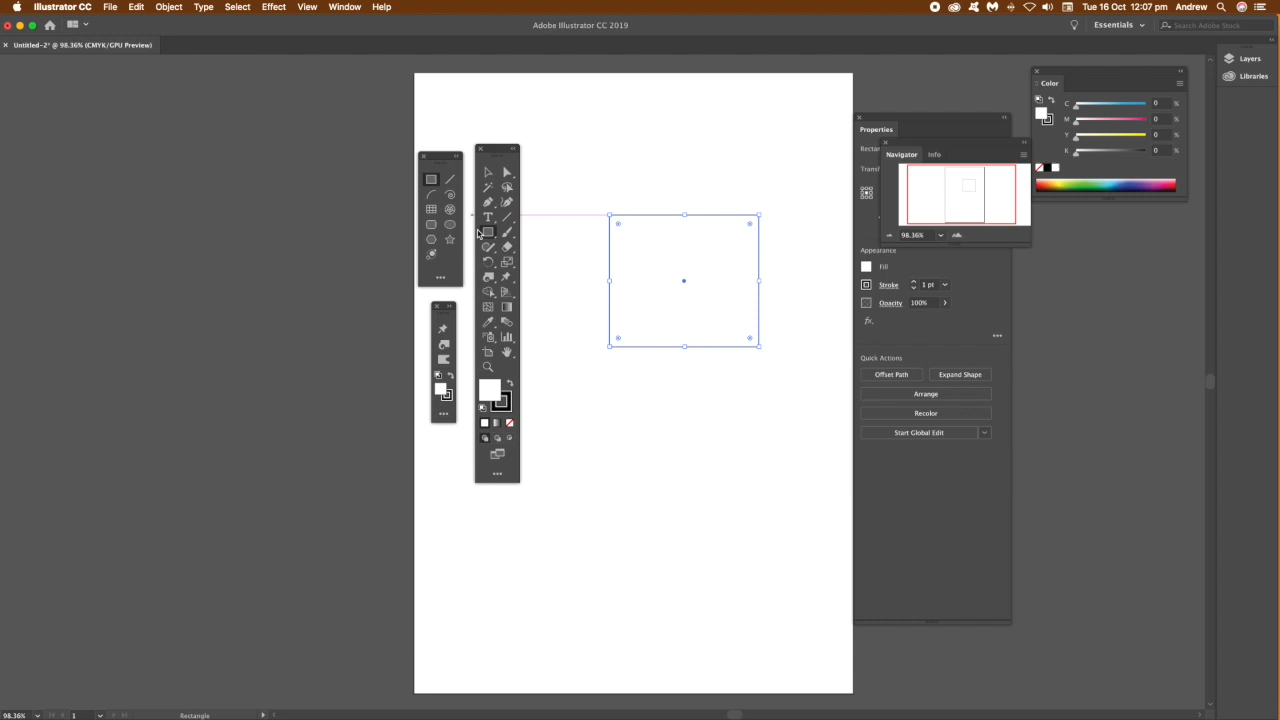 Illustrator CC File Edit Object Type Select Effect View Window Help
Tue 16 Oct 12:07 pm Andrew
Adobe Illustrator CC 2019
Essentials
Search Adobe Stock
Untitled-2* @ 98.36% (CMYK/GPU Preview)
Layers
Libraries
Color
C 0 %
M 0 %
Y 0 %
K 0 %
Properties
Navigator Info
98.36%
Appearance
Fill
Stroke 1 pt
Opacity 100%
fx.
Quick Actions
Offset Path Expand Shape
Arrange
Recolor
Start Global Edit
98.36% 1 Rectangle